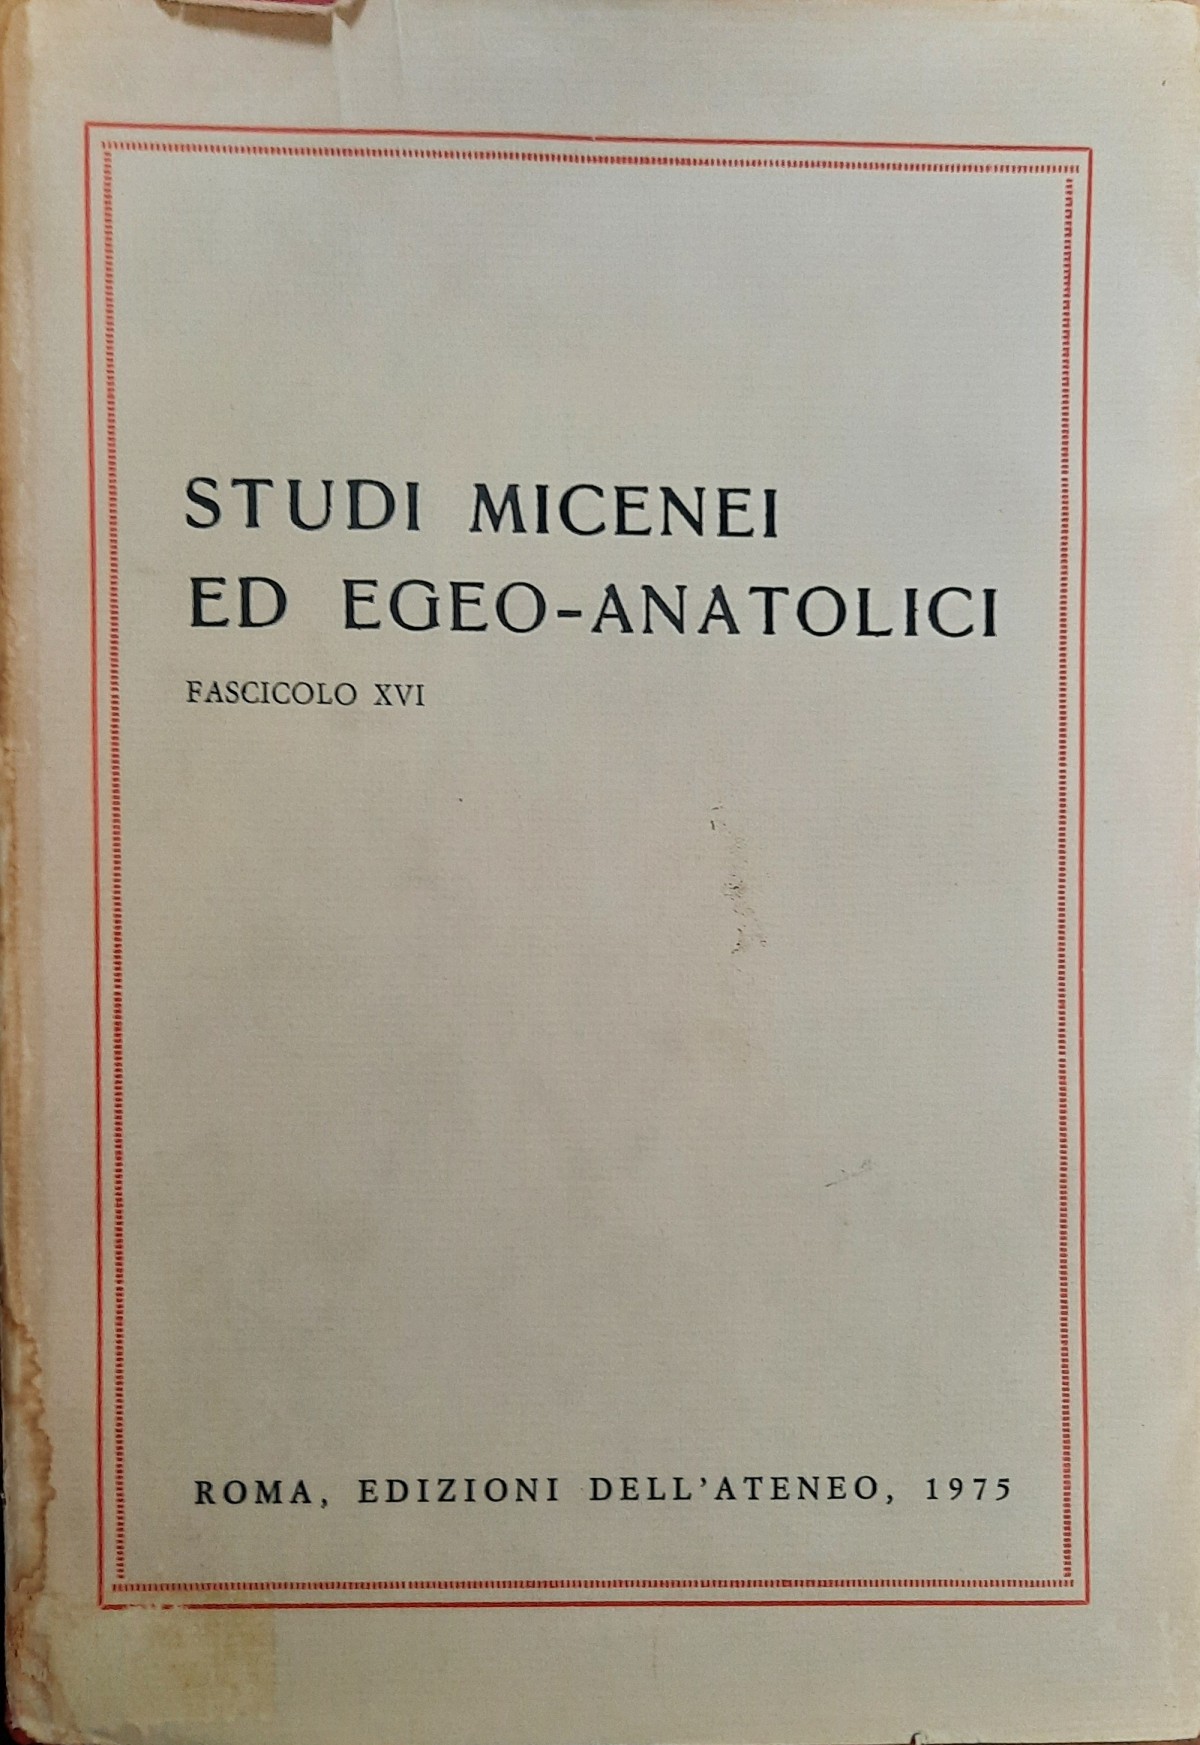 STUDI MICENEI
ED EGEO-ANATOLICI
FASCICOLO XVI
ROMA, EDIZIONI DELL'ATENEO, 1975